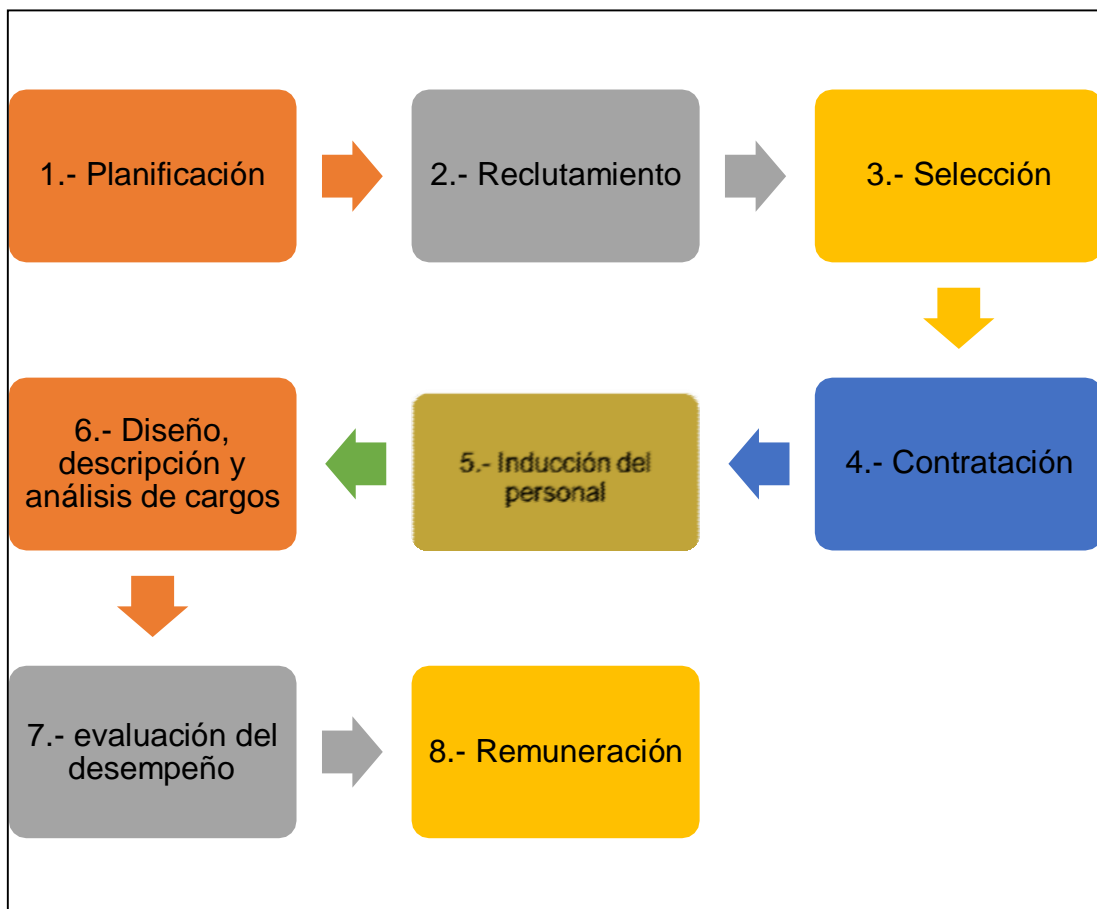 1.- Planificación
2.- Reclutamiento
3.- Selección
4.- Contratación
5.- Inducción del
personal
6.- Diseño,
descripción y
análisis de cargos
7.- evaluación del
desempeño
8.- Remuneración